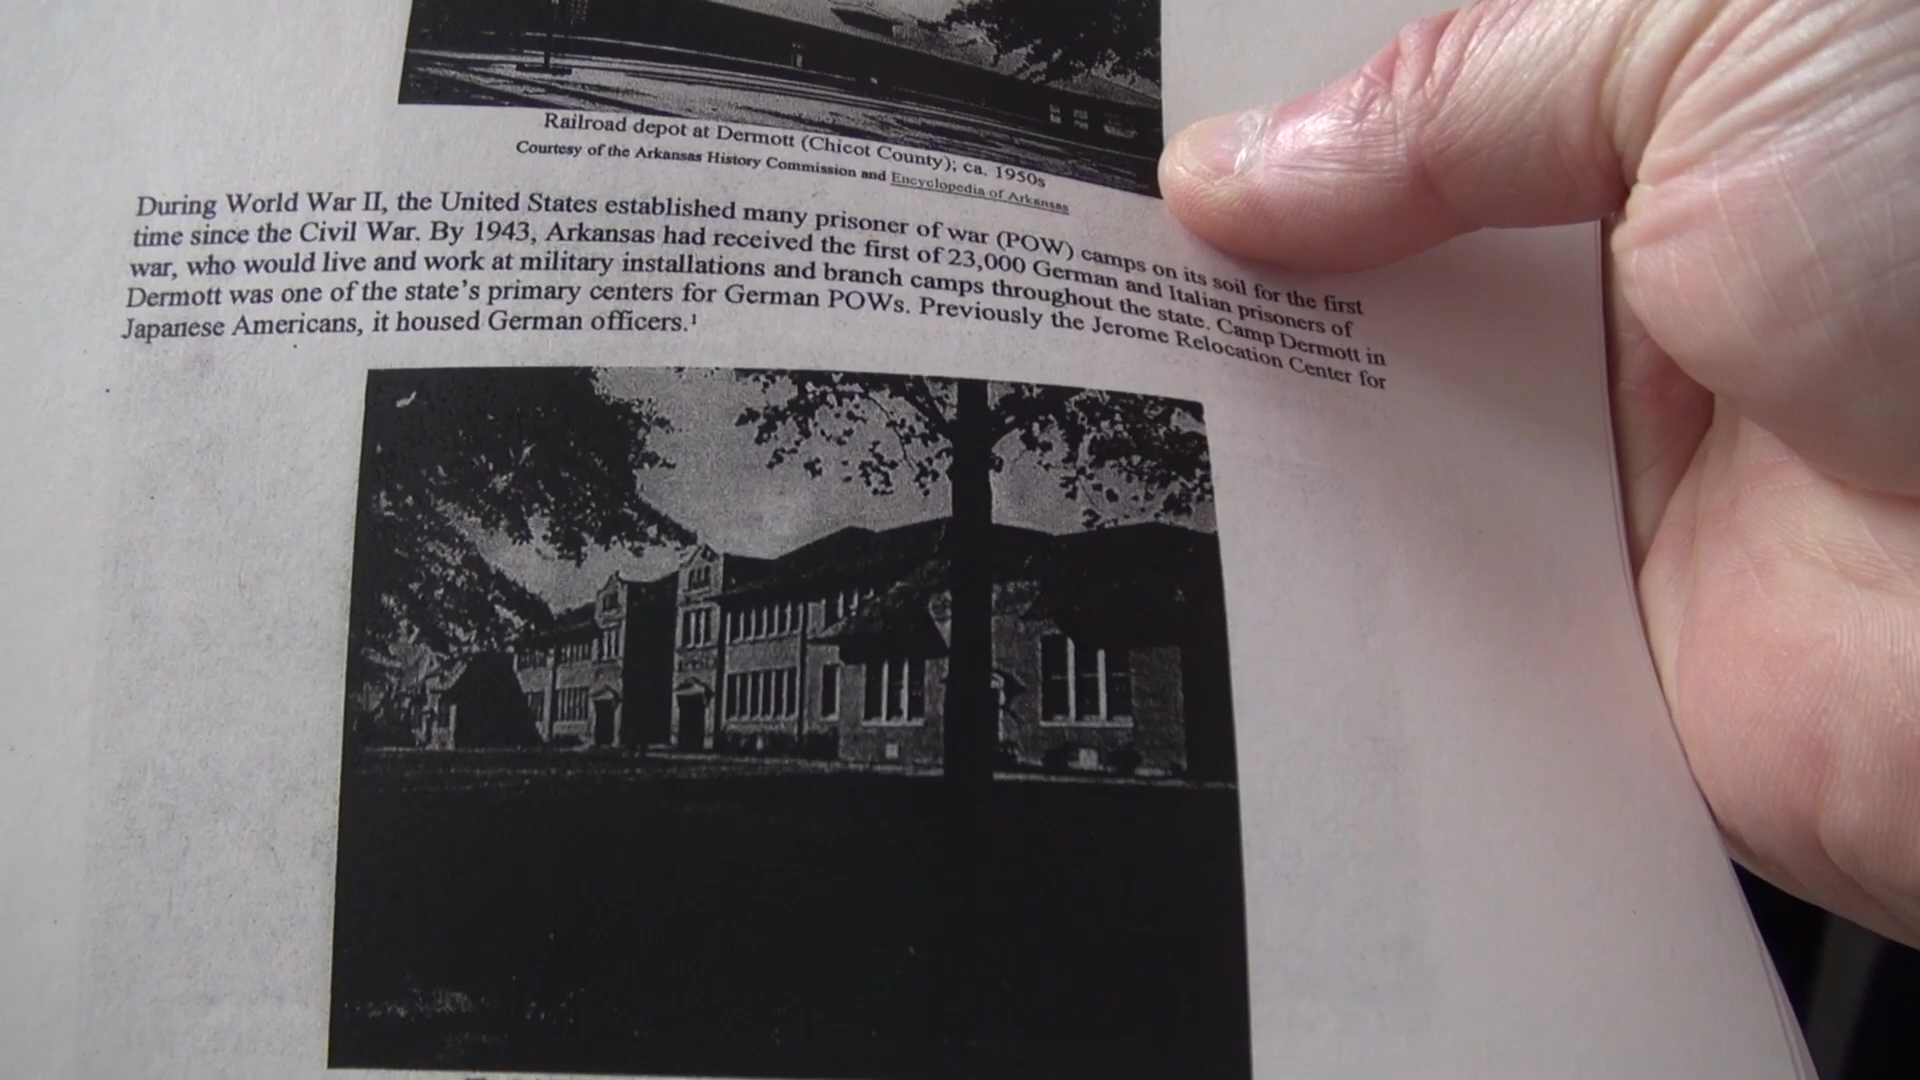 Railroad depot at Dermott (Chicot County); ca. 1950s
Courtesy of the Arkansas History Commission and Encyclopedia of Arkansas
During World War II, the United States established many prisoner of war (POW) camps on its soil for the first
time since the Civil War. By 1943, Arkansas had received the first of 23,000 German and Italian prisoners of
war, who would live and work at military installations and branch camps throughout the state. Camp Dermott in
Dermott was one of the state's primary centers for German POWs. Previously the Jerome Relocation Center for
Japanese Americans, it housed German officers.¹